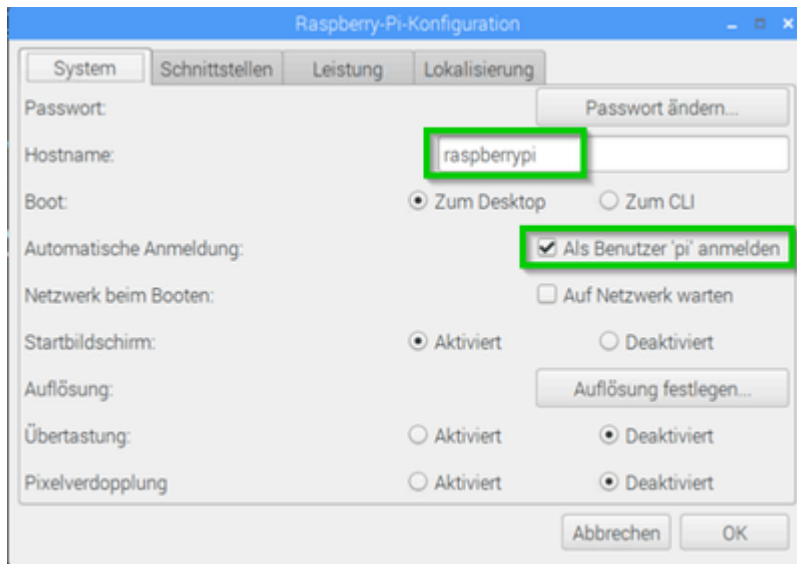 Raspberry-Pi-Konfiguration
System Schnittstellen Leistung Lokalisierung
Passwort: Passwort ändern...
Hostname: raspberrypi
Boot: Zum Desktop Zum CLI
Automatische Anmeldung: Als Benutzer 'pi' anmelden
Netzwerk beim Booten: Auf Netzwerk warten
Startbildschirm: Aktiviert Deaktiviert
Auflösung: Auflösung festlegen...
Übertastung: Aktiviert Deaktiviert
Pixelverdopplung Aktiviert Deaktiviert
Abbrechen OK